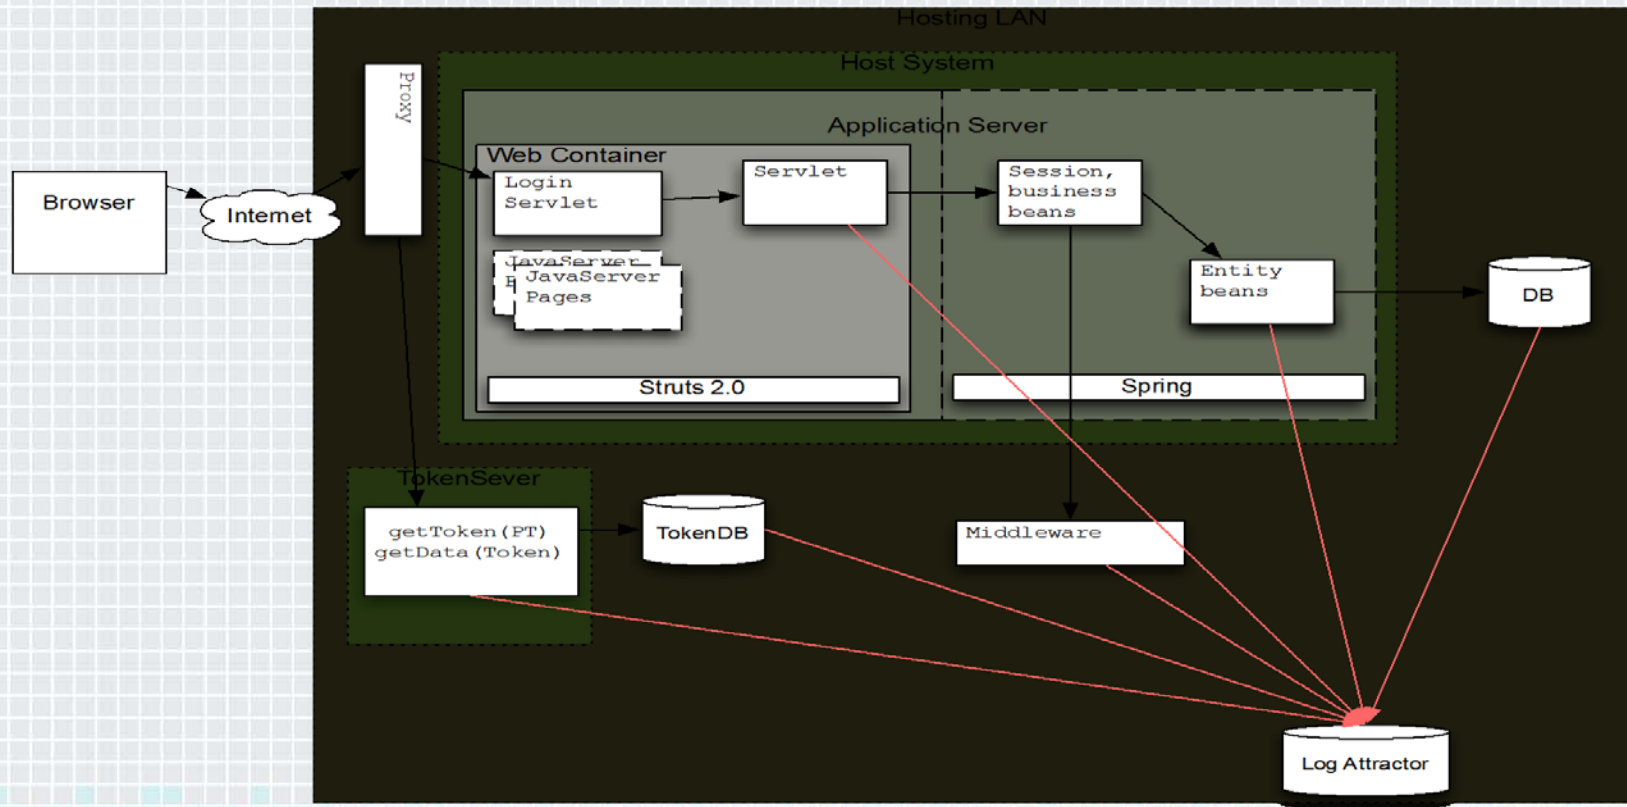 Hosting LAN
Host System
Proxy
Application Server
Web Container
Login
Servlet
Servlet
Session,
business
beans
Browser
Internet
JavaServer
JavaServer
Pages
Entity
beans
DB
Struts 2.0
Spring
TokenSever
getToken(PT)
getData(Token)
TokenDB
Middleware
Log Attractor